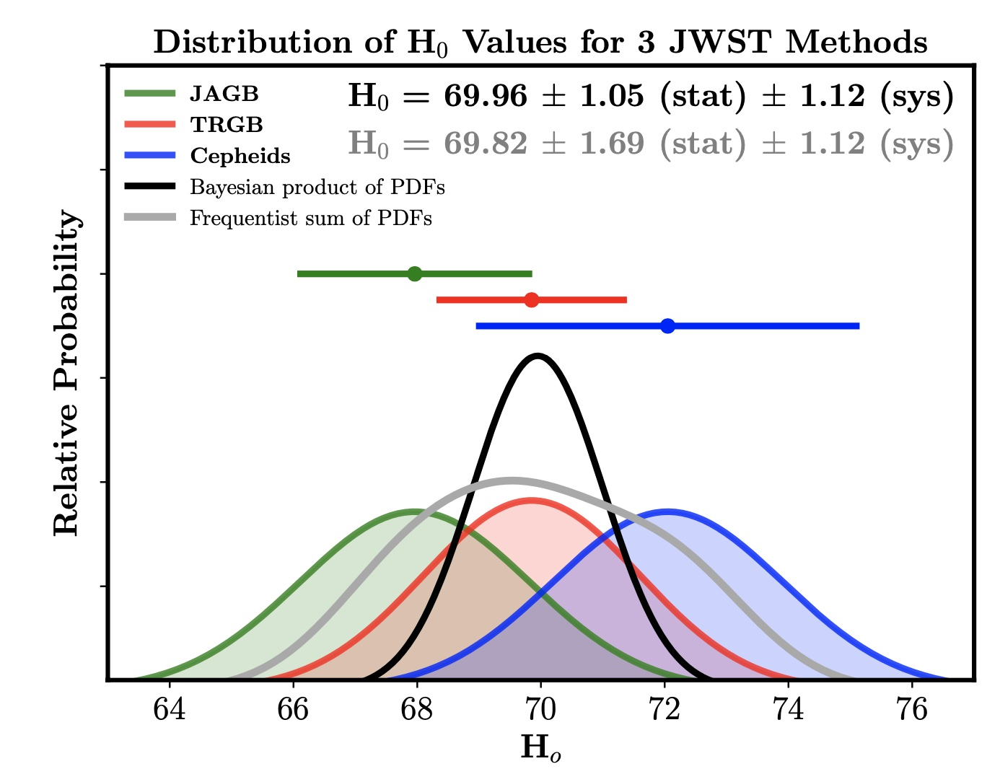 Distribution of H₀ Values for 3 JWST Methods
JAGB
TRGB
Cepheids
Bayesian product of PDFs
Frequentist sum of PDFs
H₀ = 69.96 ± 1.05 (stat) ± 1.12 (sys)
H₀ = 69.82 ± 1.69 (stat) ± 1.12 (sys)
Relative Probability
64 66 68 70 72 74 76
Hₒ